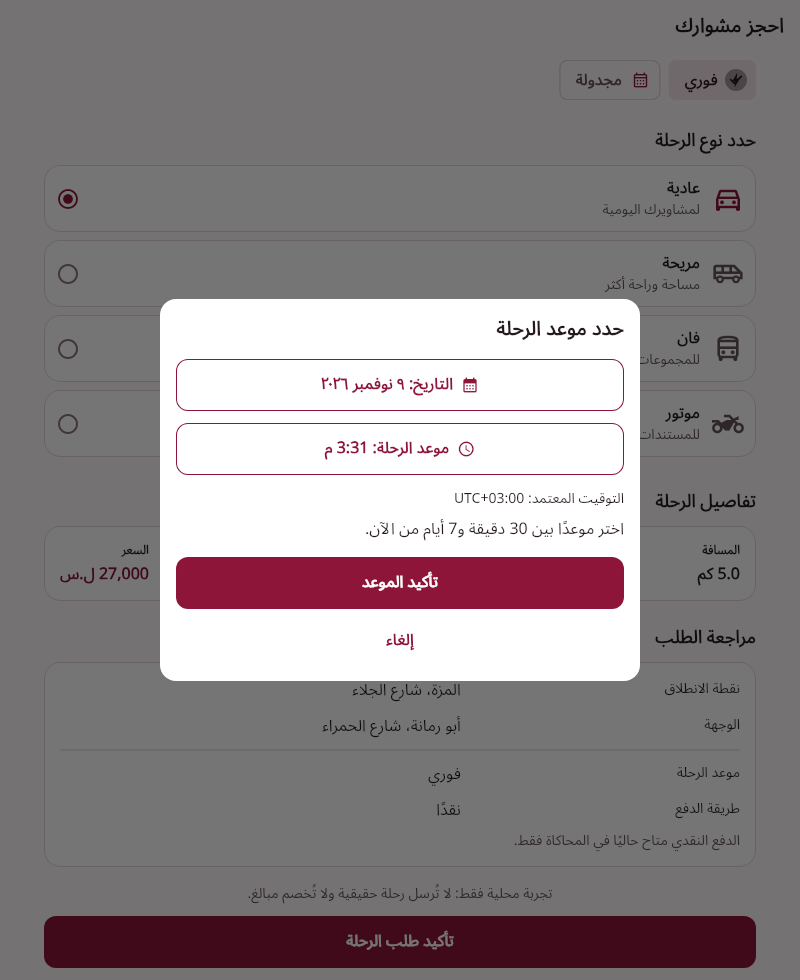 احجز مشوارك
فوري
مجدولة
حدد نوع الرحلة
عادية
لمشاويرك اليومية
مريحة
مساحة وراحة أكثر
فان
للمجموعات
موتور
للمستندات
حدد موعد الرحلة
التاريخ: ٩ نوفمبر ٢٠٢٦
موعد الرحلة: 3:31 م
التوقيت المعتمد: UTC+03:00
اختر موعدًا بين 30 دقيقة و7 أيام من الآن.
تأكيد الموعد
إلغاء
تفاصيل الرحلة
المسافة
5.0 كم
السعر
27,000 ل.س
مراجعة الطلب
نقطة الانطلاق
المزة، شارع الجلاء
الوجهة
أبو رمانة، شارع الحمراء
موعد الرحلة
فوري
طريقة الدفع
نقدًا
الدفع النقدي متاح حاليًا في المحاكاة فقط.
تجربة محلية فقط: لا تُرسل رحلة حقيقية ولا تُخصم مبالغ.
تأكيد طلب الرحلة